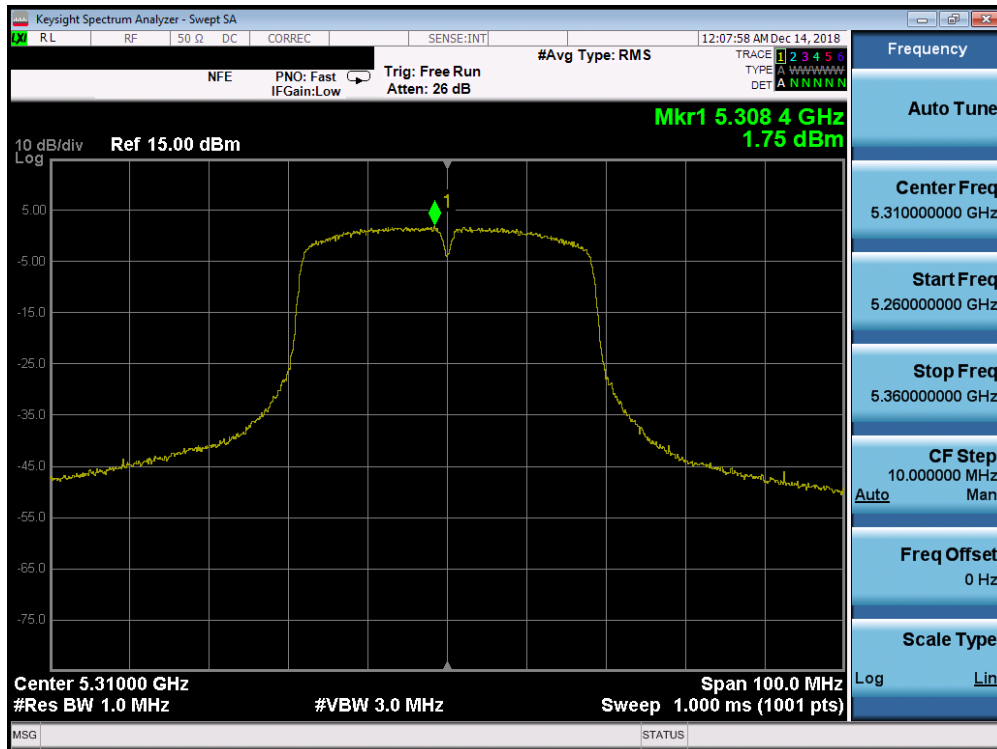 Keysight Spectrum Analyzer - Swept SA
LXI RL RF 50 Ω DC CORREC SENSE:INT 12:07:58 AM Dec 14, 2018
#Avg Type: RMS TRACE 1 2 3 4 5 6
NFE PNO: Fast Trig: Free Run TYPE A WWWWW
IFGain:Low Atten: 26 dB DET A N N N N N
Mkr1 5.308 4 GHz
1.75 dBm
10 dB/div Ref 15.00 dBm
Log
1
5.00
-5.00
-15.0
-25.0
-35.0
-45.0
-55.0
-65.0
-75.0
Center 5.31000 GHz Span 100.0 MHz
#Res BW 1.0 MHz #VBW 3.0 MHz Sweep 1.000 ms (1001 pts)
MSG STATUS
Frequency
Auto Tune
Center Freq
5.310000000 GHz
Start Freq
5.260000000 GHz
Stop Freq
5.360000000 GHz
CF Step
10.000000 MHz
Auto Man
Freq Offset
0 Hz
Scale Type
Log Lin